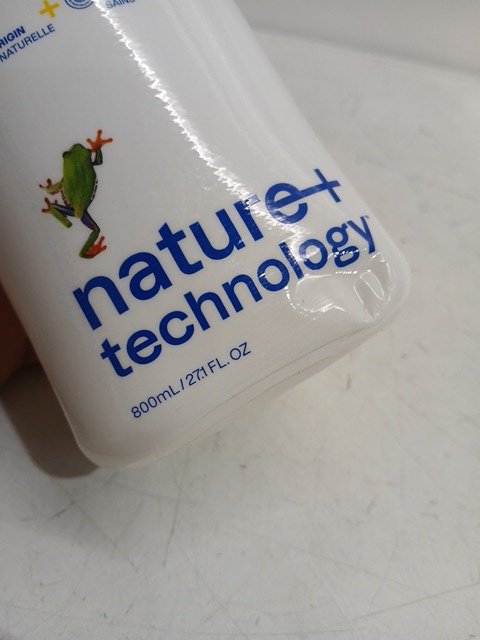 +
NATURELLE
nature+
technology
800mL / 27.1 FL. OZ